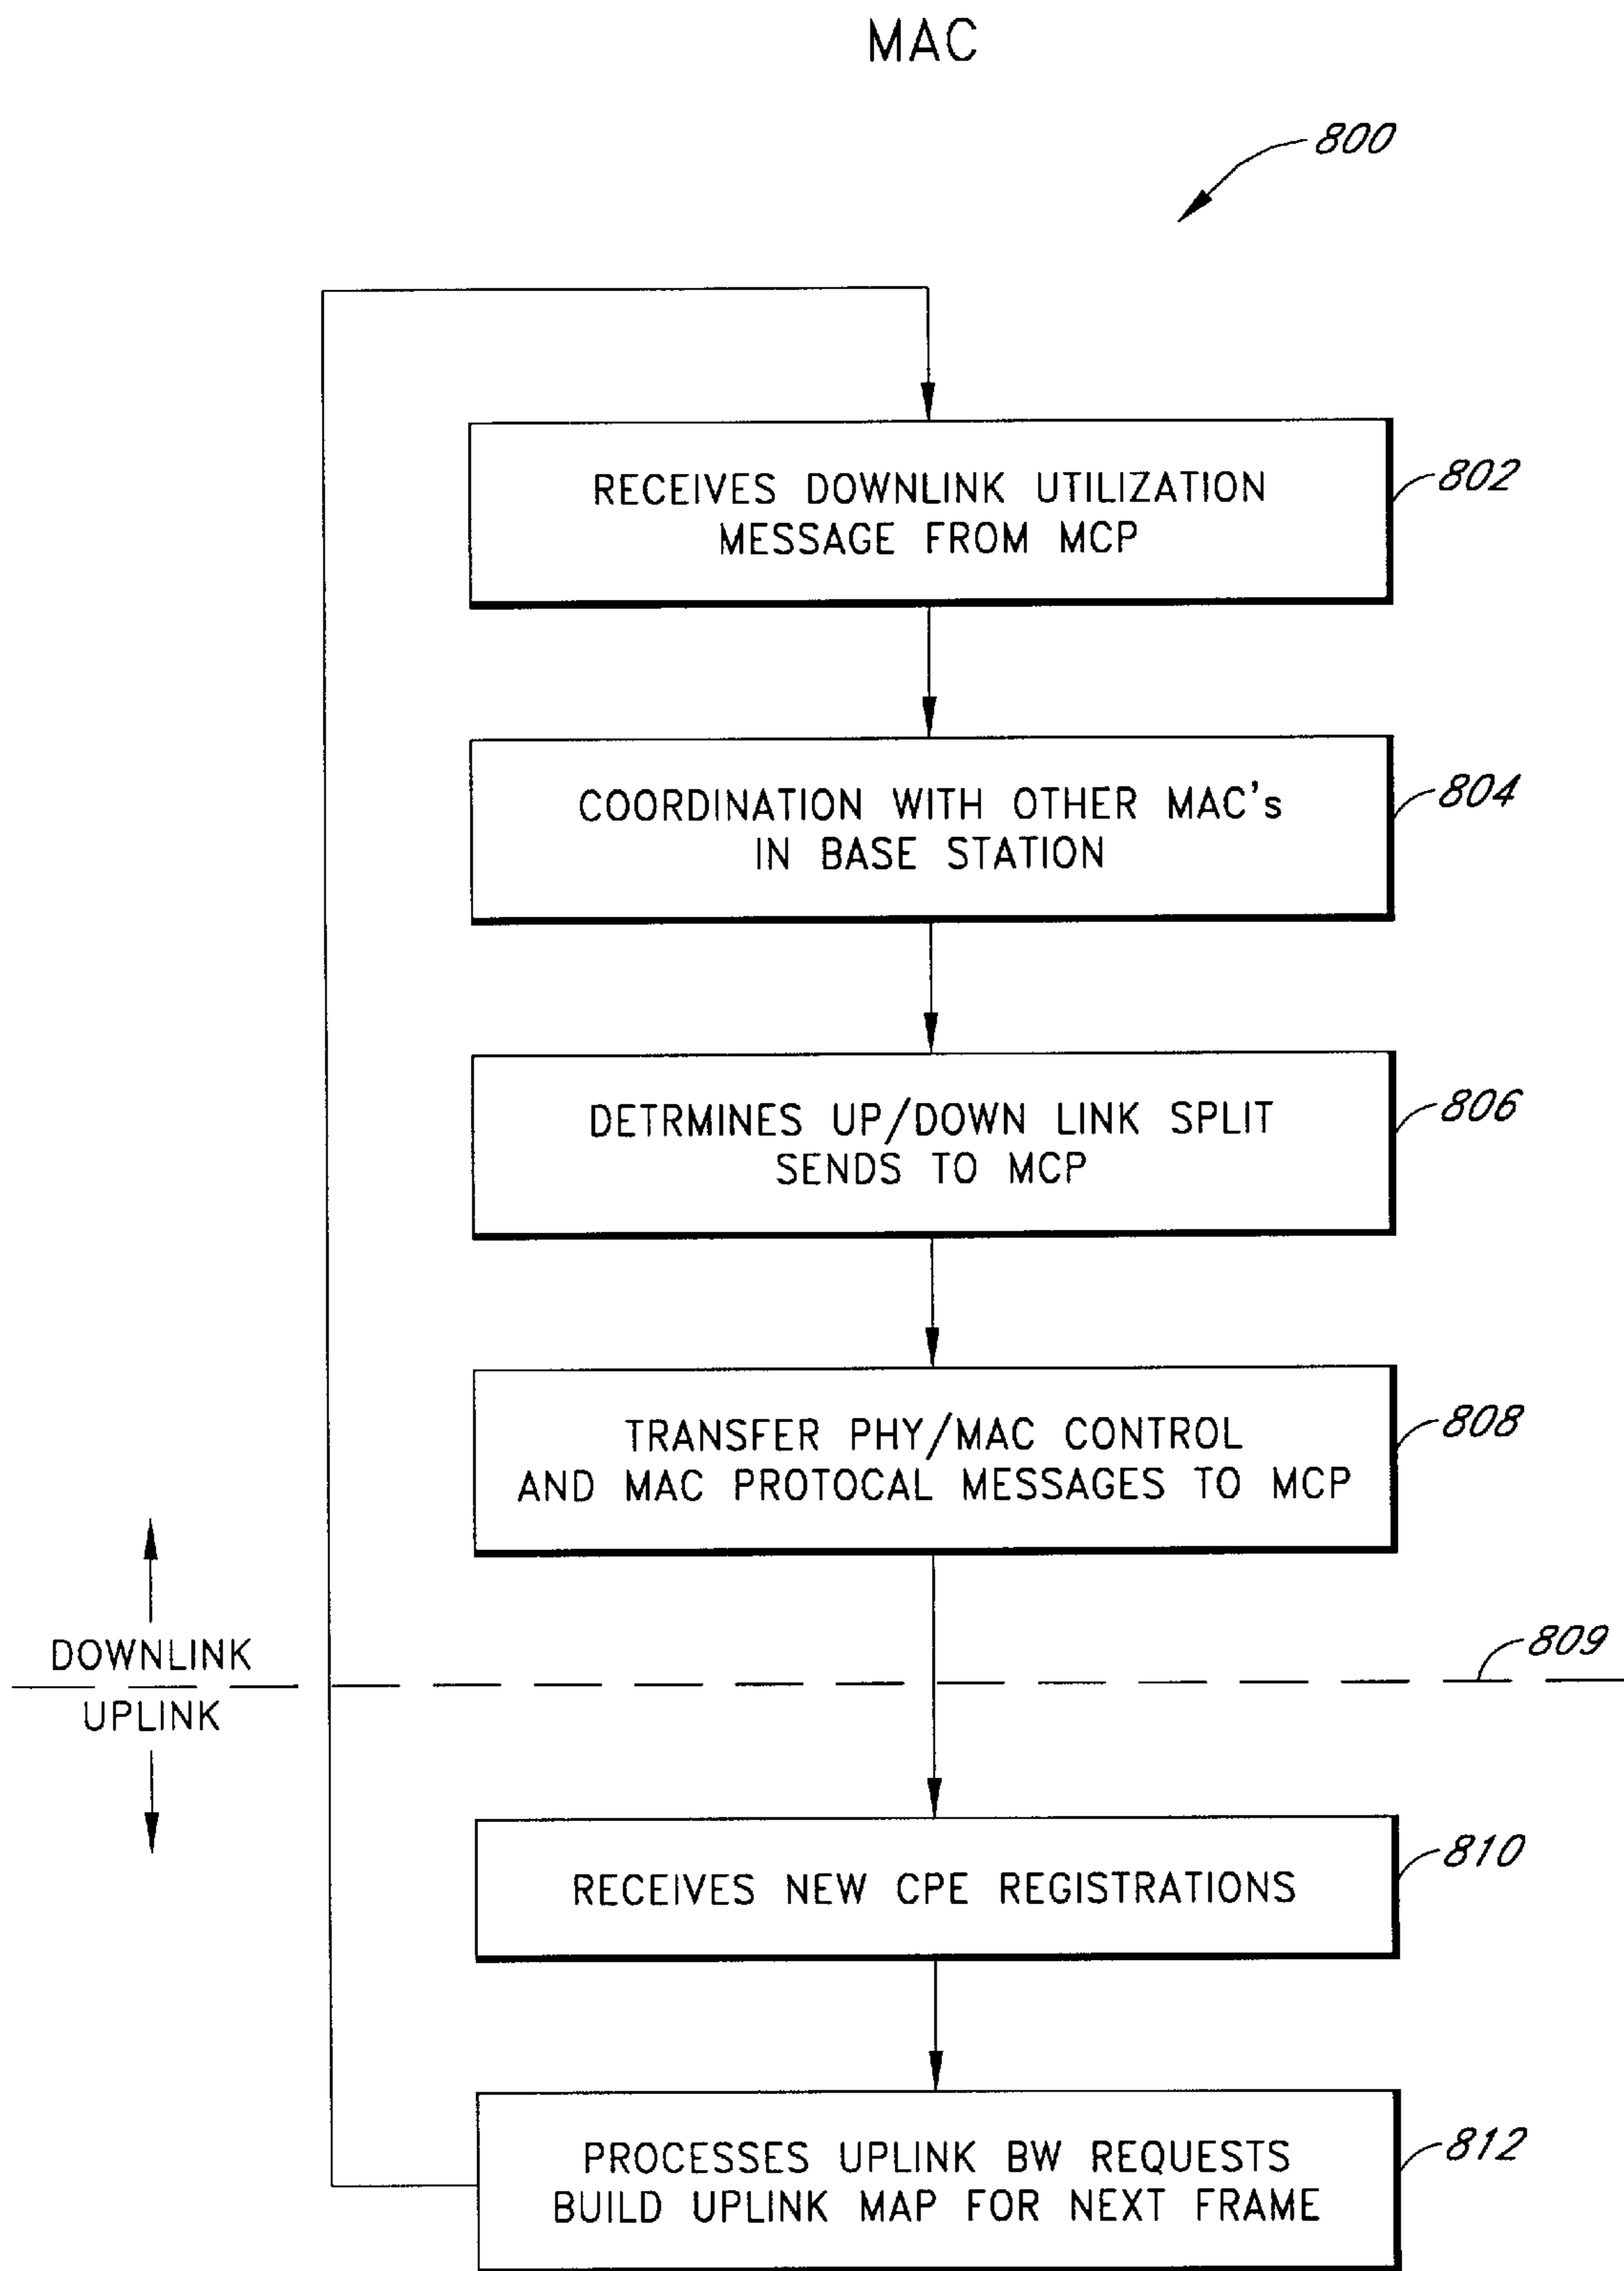 MAC
800
RECEIVES DOWNLINK UTILIZATION
MESSAGE FROM MCP
802
COORDINATION WITH OTHER MAC's
IN BASE STATION
804
DETRMINES UP/DOWN LINK SPLIT
SENDS TO MCP
806
TRANSFER PHY/MAC CONTROL
AND MAC PROTOCAL MESSAGES TO MCP
808
DOWNLINK
UPLINK
809
RECEIVES NEW CPE REGISTRATIONS
810
PROCESSES UPLINK BW REQUESTS
BUILD UPLINK MAP FOR NEXT FRAME
812